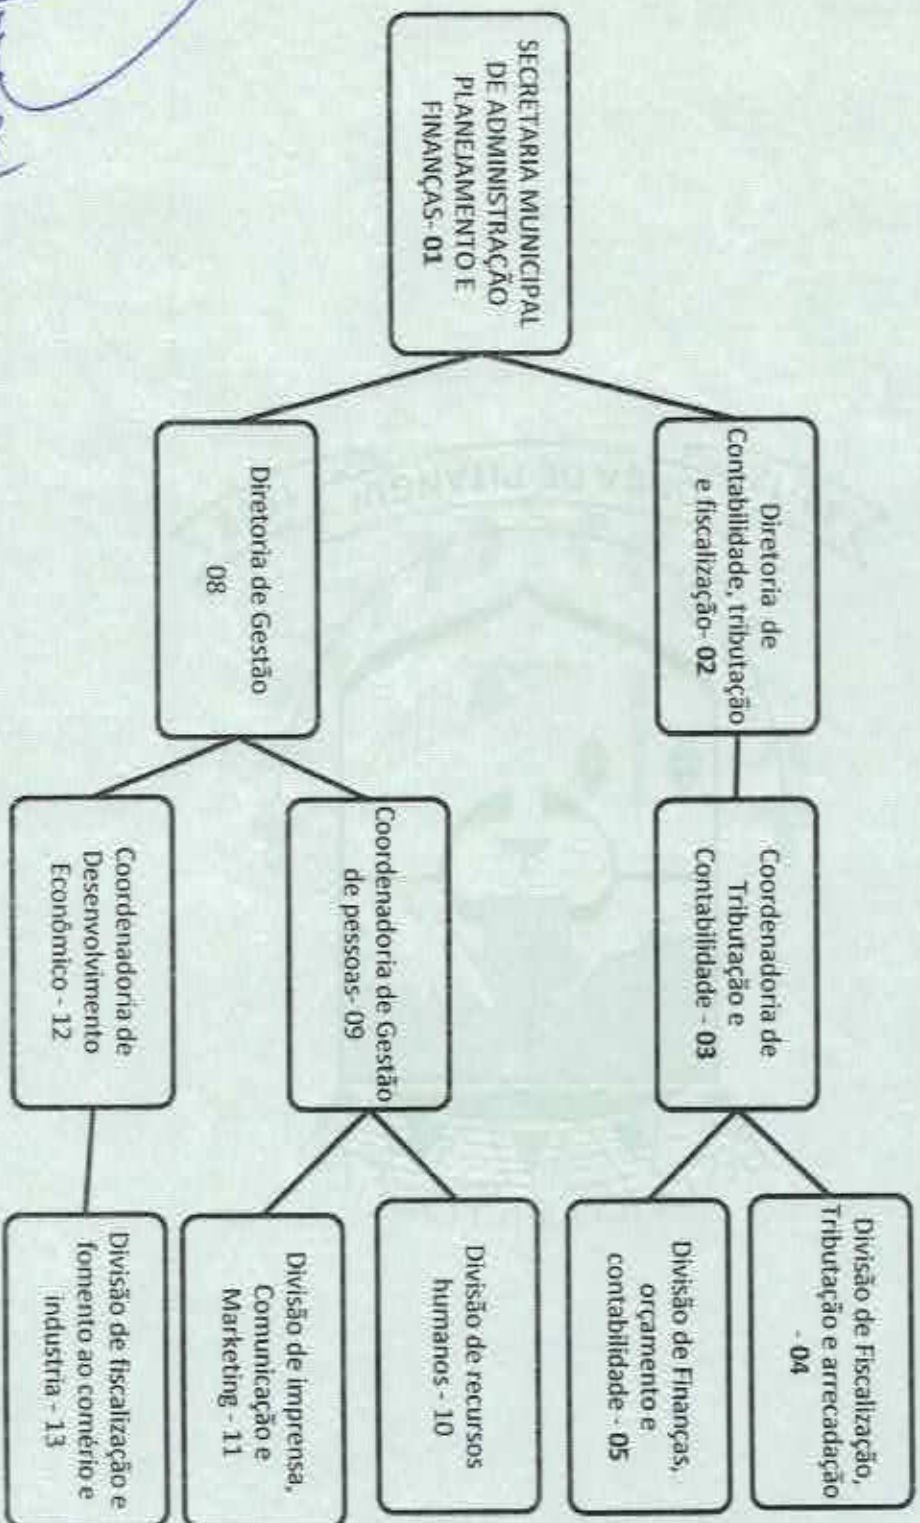 SECRETARIA MUNICIPAL
DE ADMINISTRAÇÃO
PLANEJAMENTO E
FINANÇAS- 01
Diretoria de
Contabilidade, tributação
e fiscalização- 02
Coordenadoria de
Tributação e
Contabilidade - 03
Divisão de Fiscalização,
Tributação e arrecadação
- 04
Divisão de Finanças,
orçamento e
contabilidade - 05
Diretoria de Gestão
08
Coordenadoria de Gestão
de pessoas- 09
Divisão de recursos
humanos - 10
Divisão de imprensa,
Comunicação e
Marketing - 11
Coordenadoria de
Desenvolvimento
Econômico - 12
Divisão de fiscalização e
fomento ao comério e
industria - 13